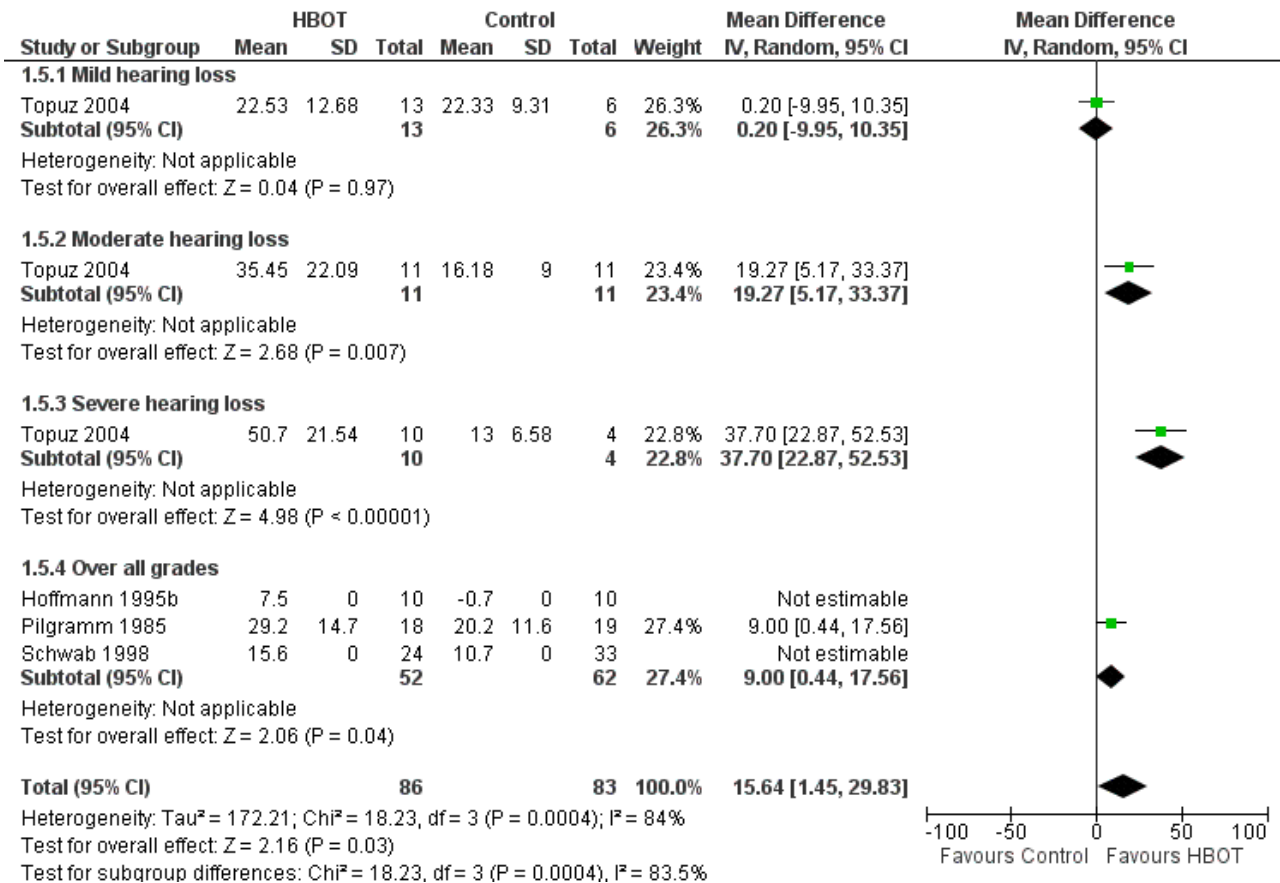 HBOT Control Mean Difference Mean Difference
Study or Subgroup Mean SD Total Mean SD Total Weight IV, Random, 95% CI IV, Random, 95% CI
1.5.1 Mild hearing loss
Topuz 2004 22.53 12.68 13 22.33 9.31 6 26.3% 0.20 [-9.95, 10.35]
Subtotal (95% CI) 13 6 26.3% 0.20 [-9.95, 10.35]
Heterogeneity: Not applicable
Test for overall effect: Z = 0.04 (P = 0.97)
1.5.2 Moderate hearing loss
Topuz 2004 35.45 22.09 11 16.18 9 11 23.4% 19.27 [5.17, 33.37]
Subtotal (95% CI) 11 11 23.4% 19.27 [5.17, 33.37]
Heterogeneity: Not applicable
Test for overall effect: Z = 2.68 (P = 0.007)
1.5.3 Severe hearing loss
Topuz 2004 50.7 21.54 10 13 6.58 4 22.8% 37.70 [22.87, 52.53]
Subtotal (95% CI) 10 4 22.8% 37.70 [22.87, 52.53]
Heterogeneity: Not applicable
Test for overall effect: Z = 4.98 (P < 0.00001)
1.5.4 Over all grades
Hoffmann 1995b 7.5 0 10 -0.7 0 10 Not estimable
Pilgramm 1985 29.2 14.7 18 20.2 11.6 19 27.4% 9.00 [0.44, 17.56]
Schwab 1998 15.6 0 24 10.7 0 33 Not estimable
Subtotal (95% CI) 52 62 27.4% 9.00 [0.44, 17.56]
Heterogeneity: Not applicable
Test for overall effect: Z = 2.06 (P = 0.04)
Total (95% CI) 86 83 100.0% 15.64 [1.45, 29.83]
Heterogeneity: Tau² = 172.21; Chi² = 18.23, df = 3 (P = 0.0004); I² = 84%
Test for overall effect: Z = 2.16 (P = 0.03)
Test for subgroup differences: Chi² = 18.23, df = 3 (P = 0.0004), I² = 83.5%
-100 -50 0 50 100
Favours Control Favours HBOT